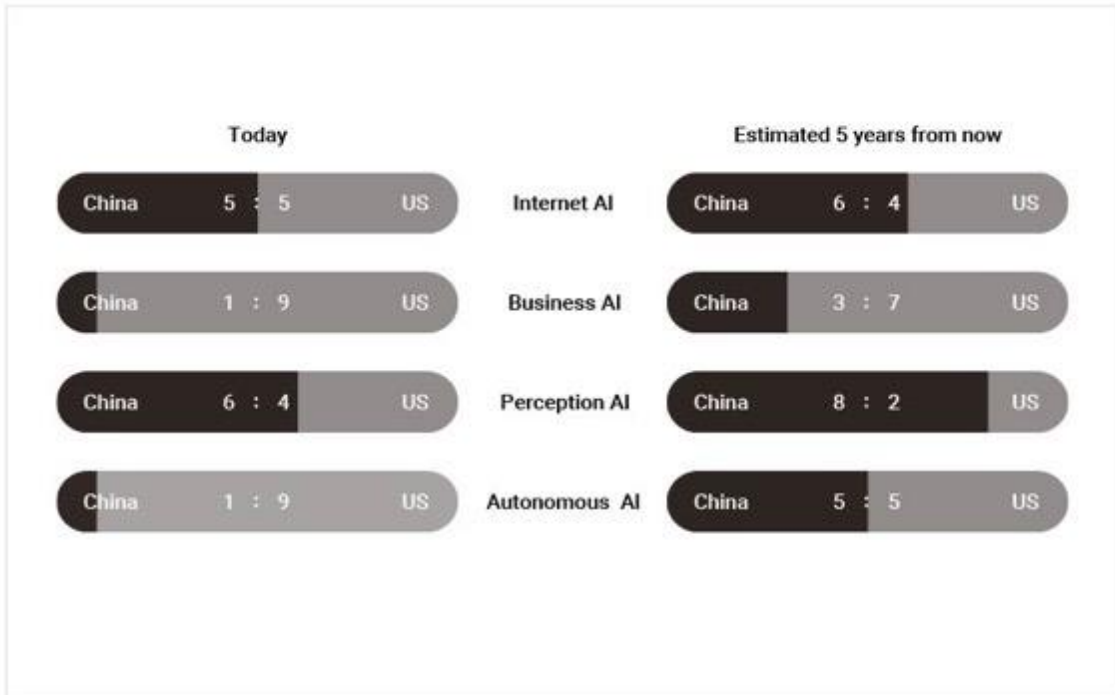 Today
Estimated 5 years from now
China 5 : 5 US
Internet AI
China 6 : 4 US
China 1 : 9 US
Business AI
China 3 : 7 US
China 6 : 4 US
Perception AI
China 8 : 2 US
China 1 : 9 US
Autonomous AI
China 5 : 5 US